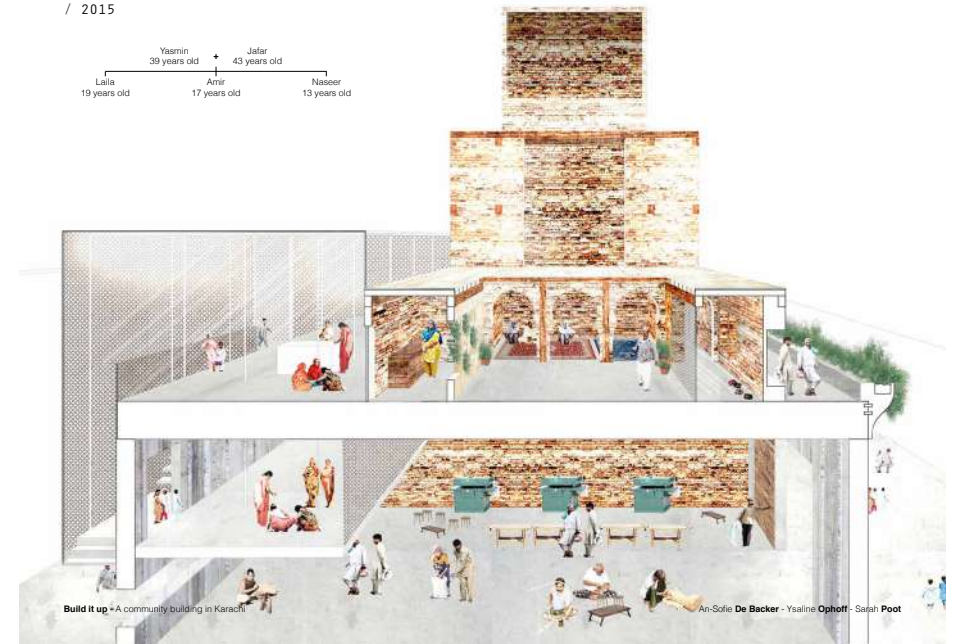 / 2015
Yasmin + Jafar
39 years old 43 years old
Laila Amir Naseer
19 years old 17 years old 13 years old
Build it up - A community building in Karachi
An-Sofie De Backer - Ysaline Ophoff - Sarah Poot